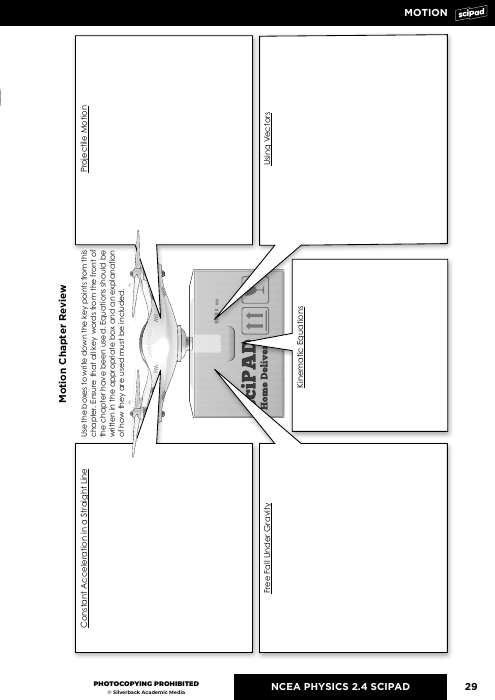 MOTION
scipad
Motion Chapter Review
Use the boxes to write down the key points from this
chapter. Ensure that all key words from the front of
the chapter have been used. Equations should be
written in the appropriate box and an explanation
of how they are used must be included.
Projectile Motion
Using Vectors
Kinematic Equations
Constant Acceleration in a Straight Line
Free Fall Under Gravity
ciPAD
Home Deliver
PHOTOCOPYING PROHIBITED
© Silverback Academic Media
NCEA PHYSICS 2.4 SCIPAD
29